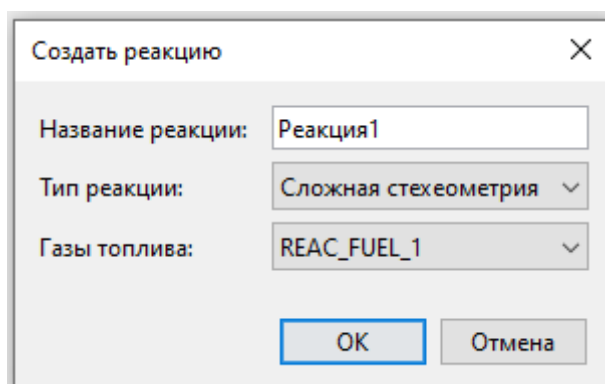 Создать реакцию
Название реакции: Реакция1
Тип реакции: Сложная стехеометрия
Газы топлива: REAC_FUEL_1
OK Отмена